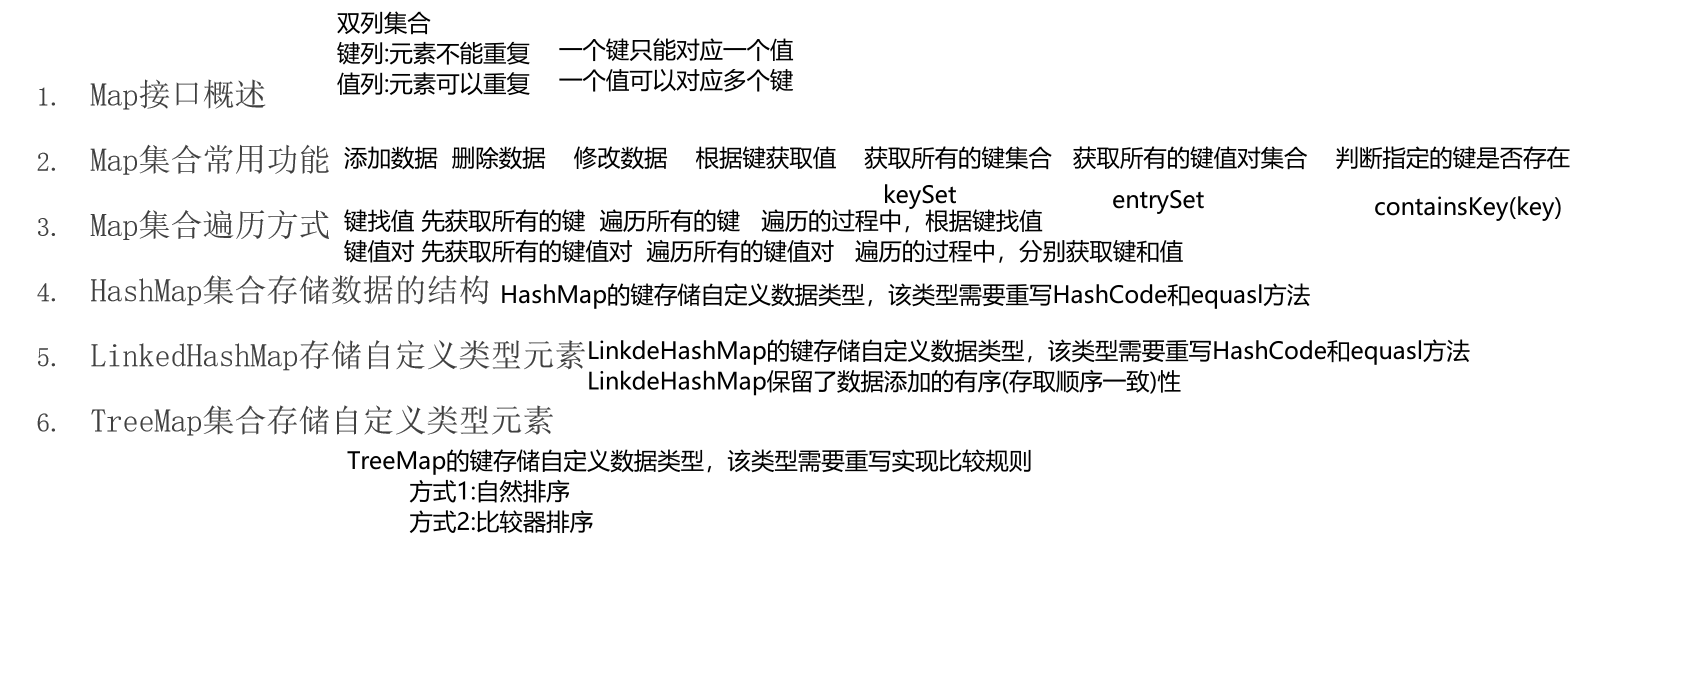 双列集合
键列:元素不能重复 一个键只能对应一个值
值列:元素可以重复 一个值可以对应多个键
1. Map接口概述
2. Map集合常用功能 添加数据 删除数据 修改数据 根据键获取值 获取所有的键集合 获取所有的键值对集合 判断指定的键是否存在
keySet entrySet containsKey(key)
3. Map集合遍历方式 键找值 先获取所有的键 遍历所有的键 遍历的过程中，根据键找值
键值对 先获取所有的键值对 遍历所有的键值对 遍历的过程中，分别获取键和值
4. HashMap集合存储数据的结构 HashMap的键存储自定义数据类型，该类型需要重写HashCode和equasl方法
5. LinkedHashMap存储自定义类型元素 LinkdeHashMap的键存储自定义数据类型，该类型需要重写HashCode和equasl方法
LinkdeHashMap保留了数据添加的有序(存取顺序一致)性
6. TreeMap集合存储自定义类型元素
TreeMap的键存储自定义数据类型，该类型需要重写实现比较规则
方式1:自然排序
方式2:比较器排序